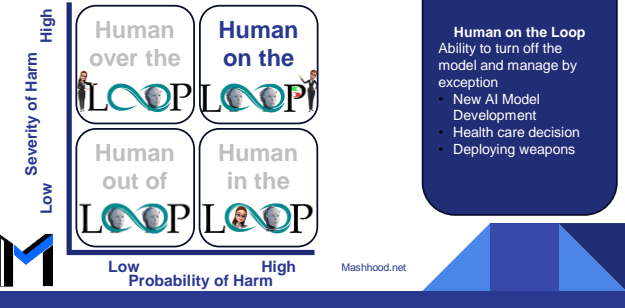 High
Severity of Harm
Low
Human
over the
LOOP
Human
on the
LOOP
Human
out of
LOOP
Human
in the
LOOP
Low
High
Probability of Harm
Human on the Loop
Ability to turn off the
model and manage by
exception
• New AI Model
Development
• Health care decision
• Deploying weapons
Mashhood.net